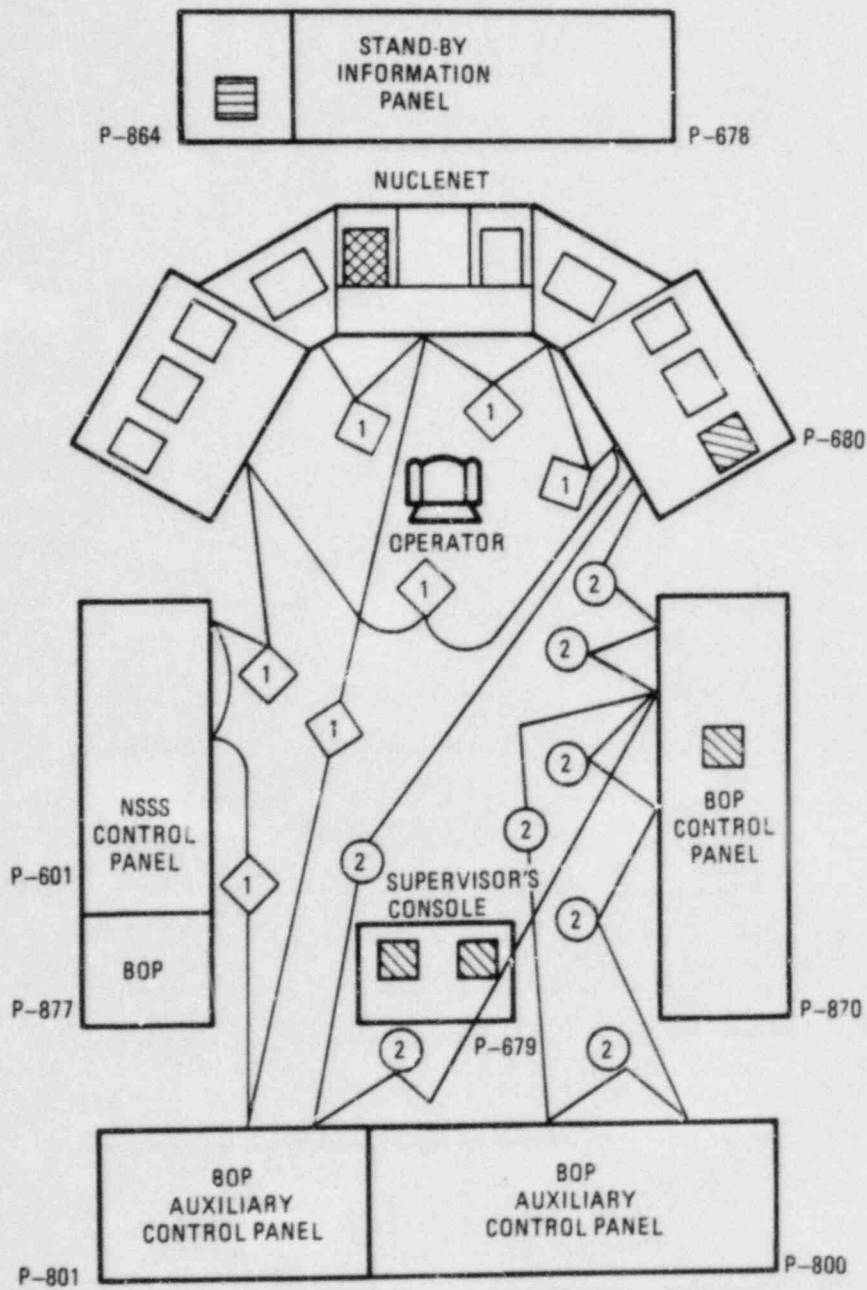 STAND-BY
INFORMATION
PANEL
P-864
P-678
NUCLENET
P-680
1
1
1
OPERATOR
1
2
2
1
1
2
2
NSSS
CONTROL
PANEL
BOP
CONTROL
PANEL
2
P-601
1
SUPERVISOR'S
CONSOLE
2
BOP
P-877
P-870
2
P-679
2
BOP
AUXILIARY
CONTROL PANEL
BOP
AUXILIARY
CONTROL PANEL
P-801
P-800